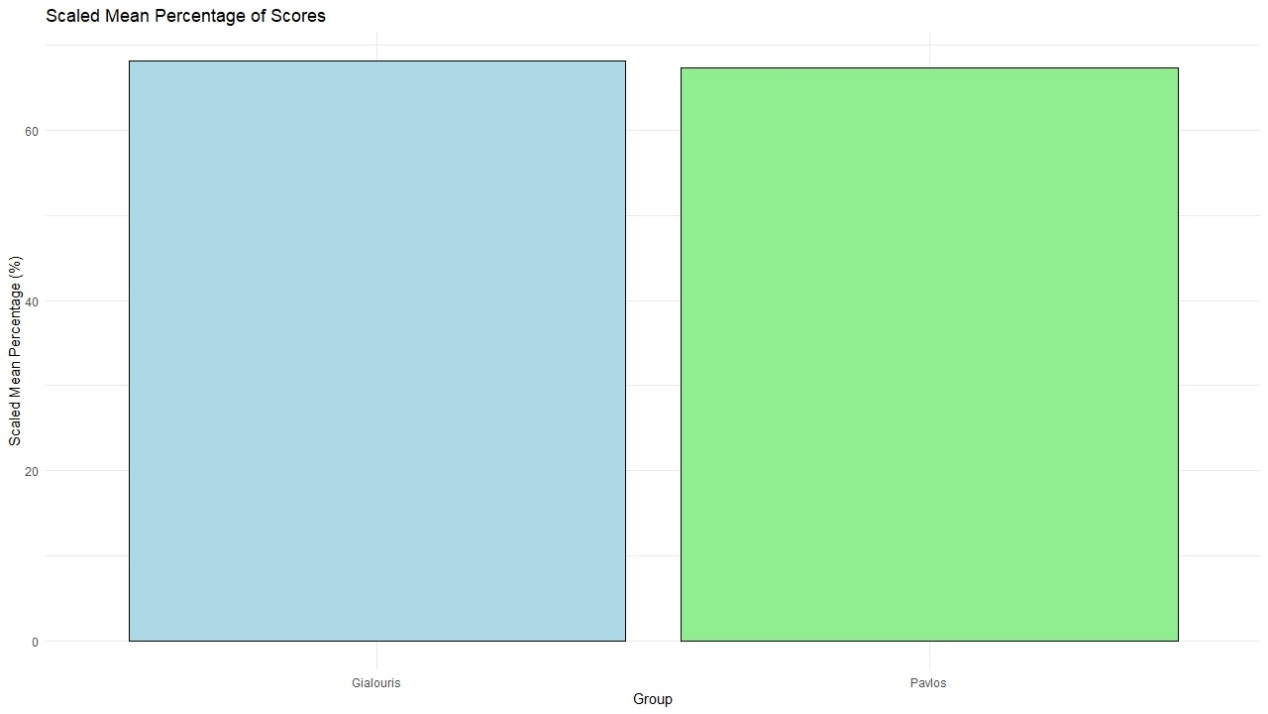 Scaled Mean Percentage of Scores
Scaled Mean Percentage (%)
60
40
20
0
Gialouris
Pavlos
Group